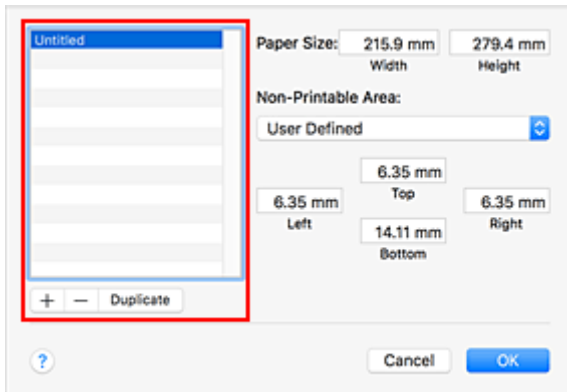 Untitled
Paper Size: 215.9 mm 279.4 mm
Width Height
Non-Printable Area:
User Defined
6.35 mm
Top
6.35 mm 6.35 mm
Left Right
14.11 mm
Bottom
+ − Duplicate
? Cancel OK